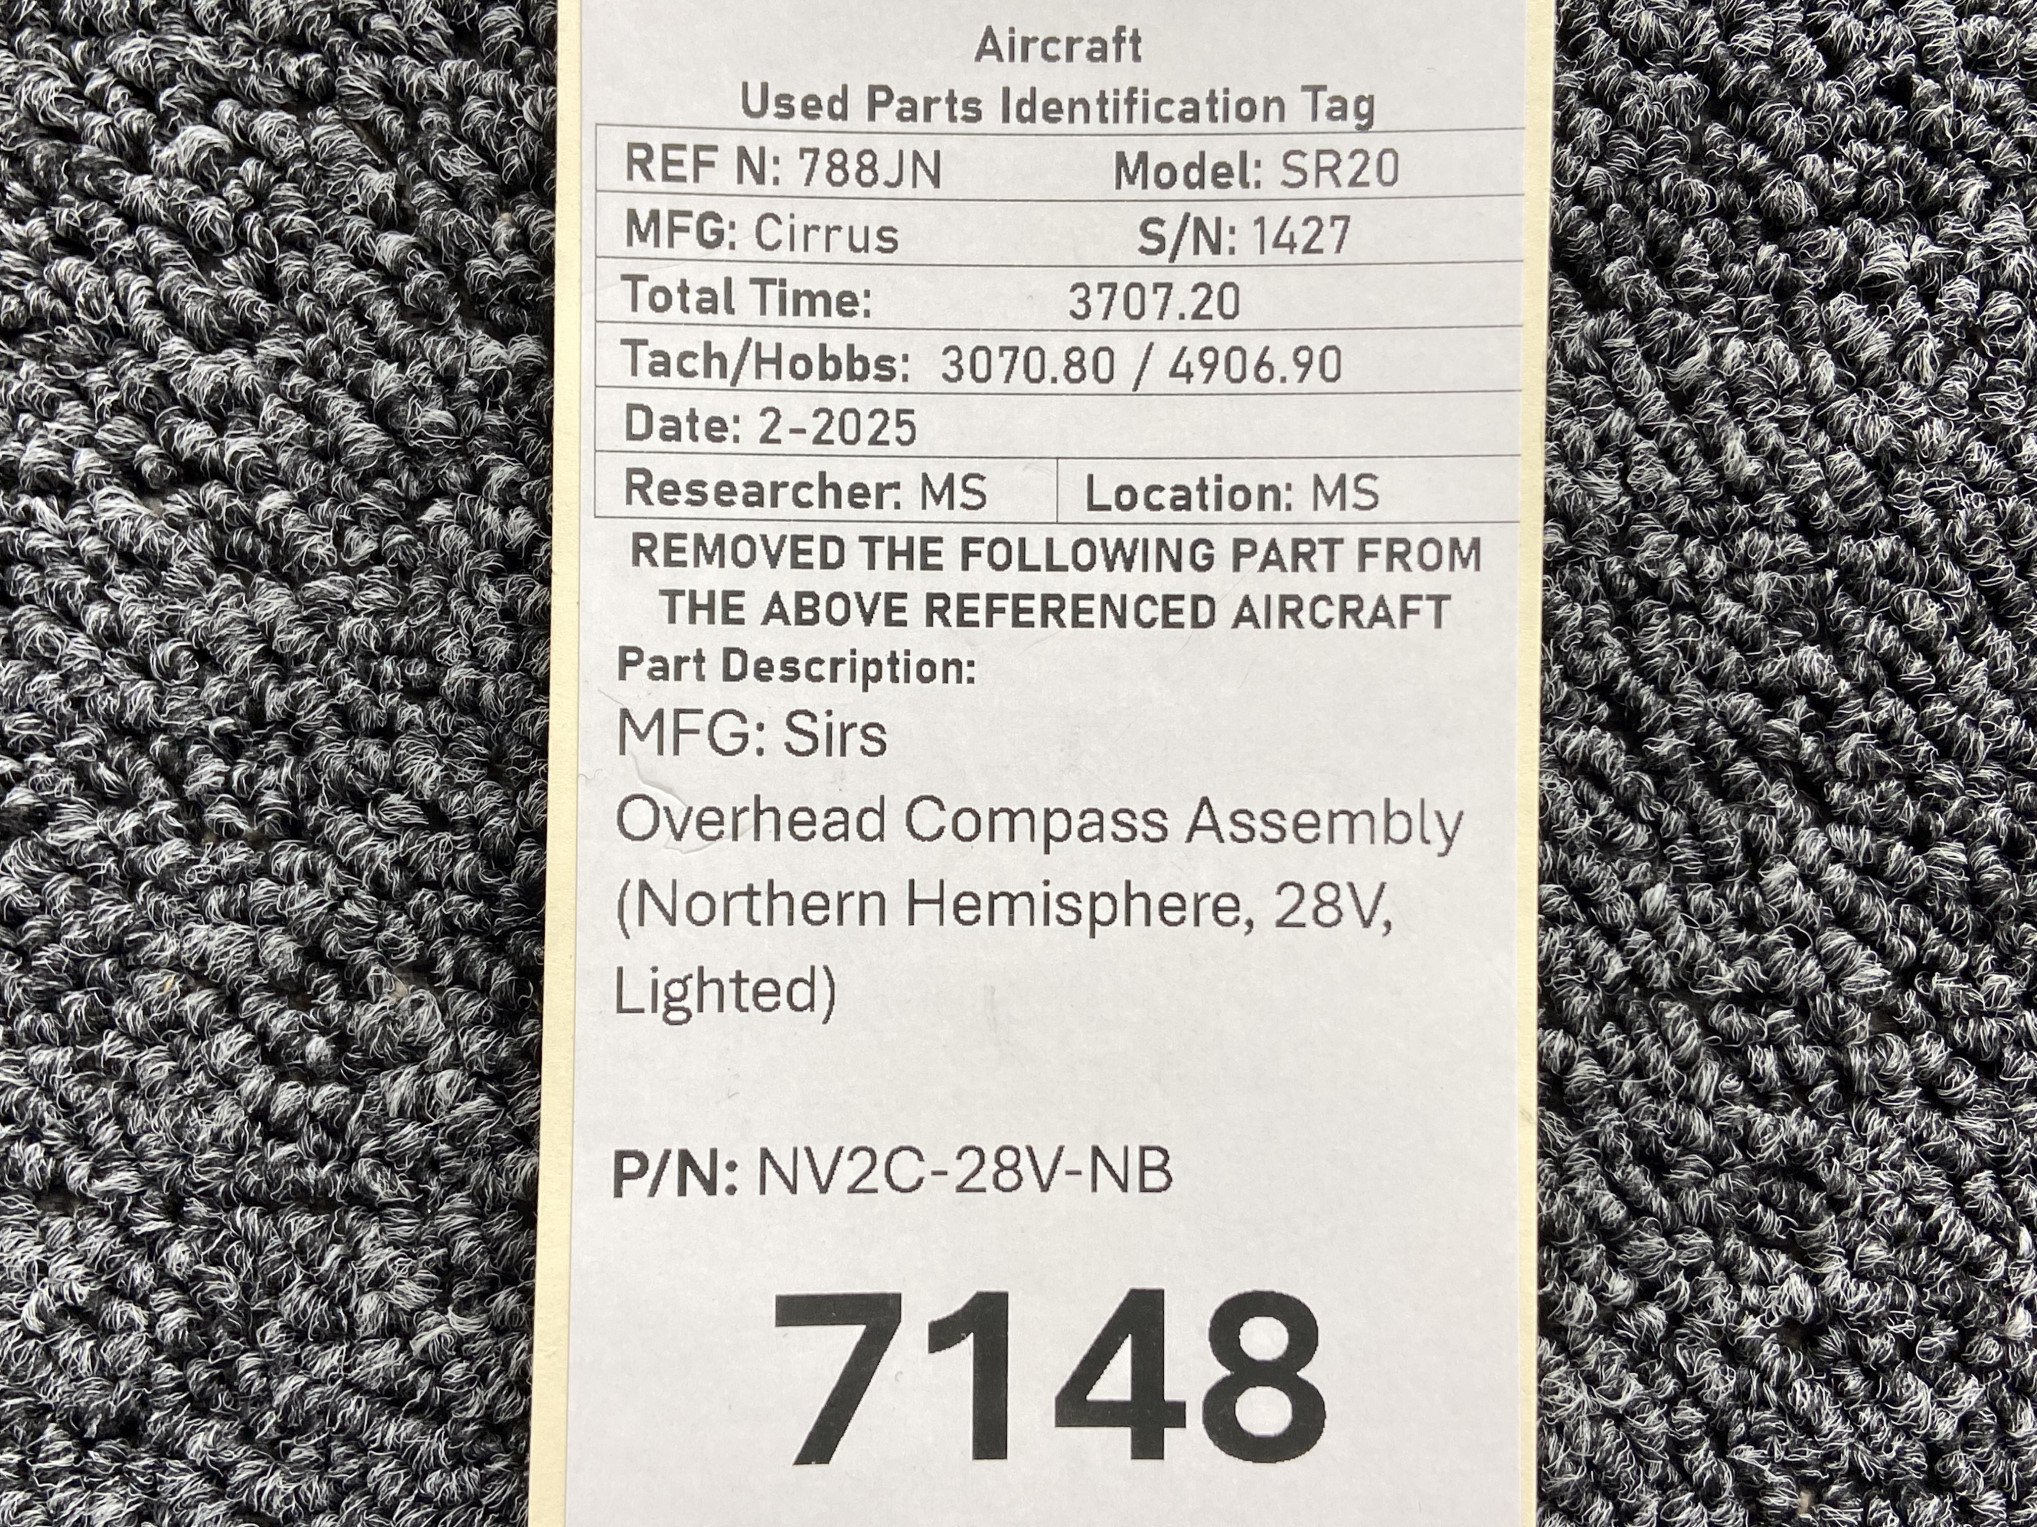 Aircraft
Used Parts Identification Tag
REF N: 788JN Model: SR20
MFG: Cirrus S/N: 1427
Total Time: 3707.20
Tach/Hobbs: 3070.80 / 4906.90
Date: 2-2025
Researcher: MS Location: MS
REMOVED THE FOLLOWING PART FROM
THE ABOVE REFERENCED AIRCRAFT
Part Description:
MFG: Sirs
Overhead Compass Assembly
(Northern Hemisphere, 28V,
Lighted)
P/N: NV2C-28V-NB
7148